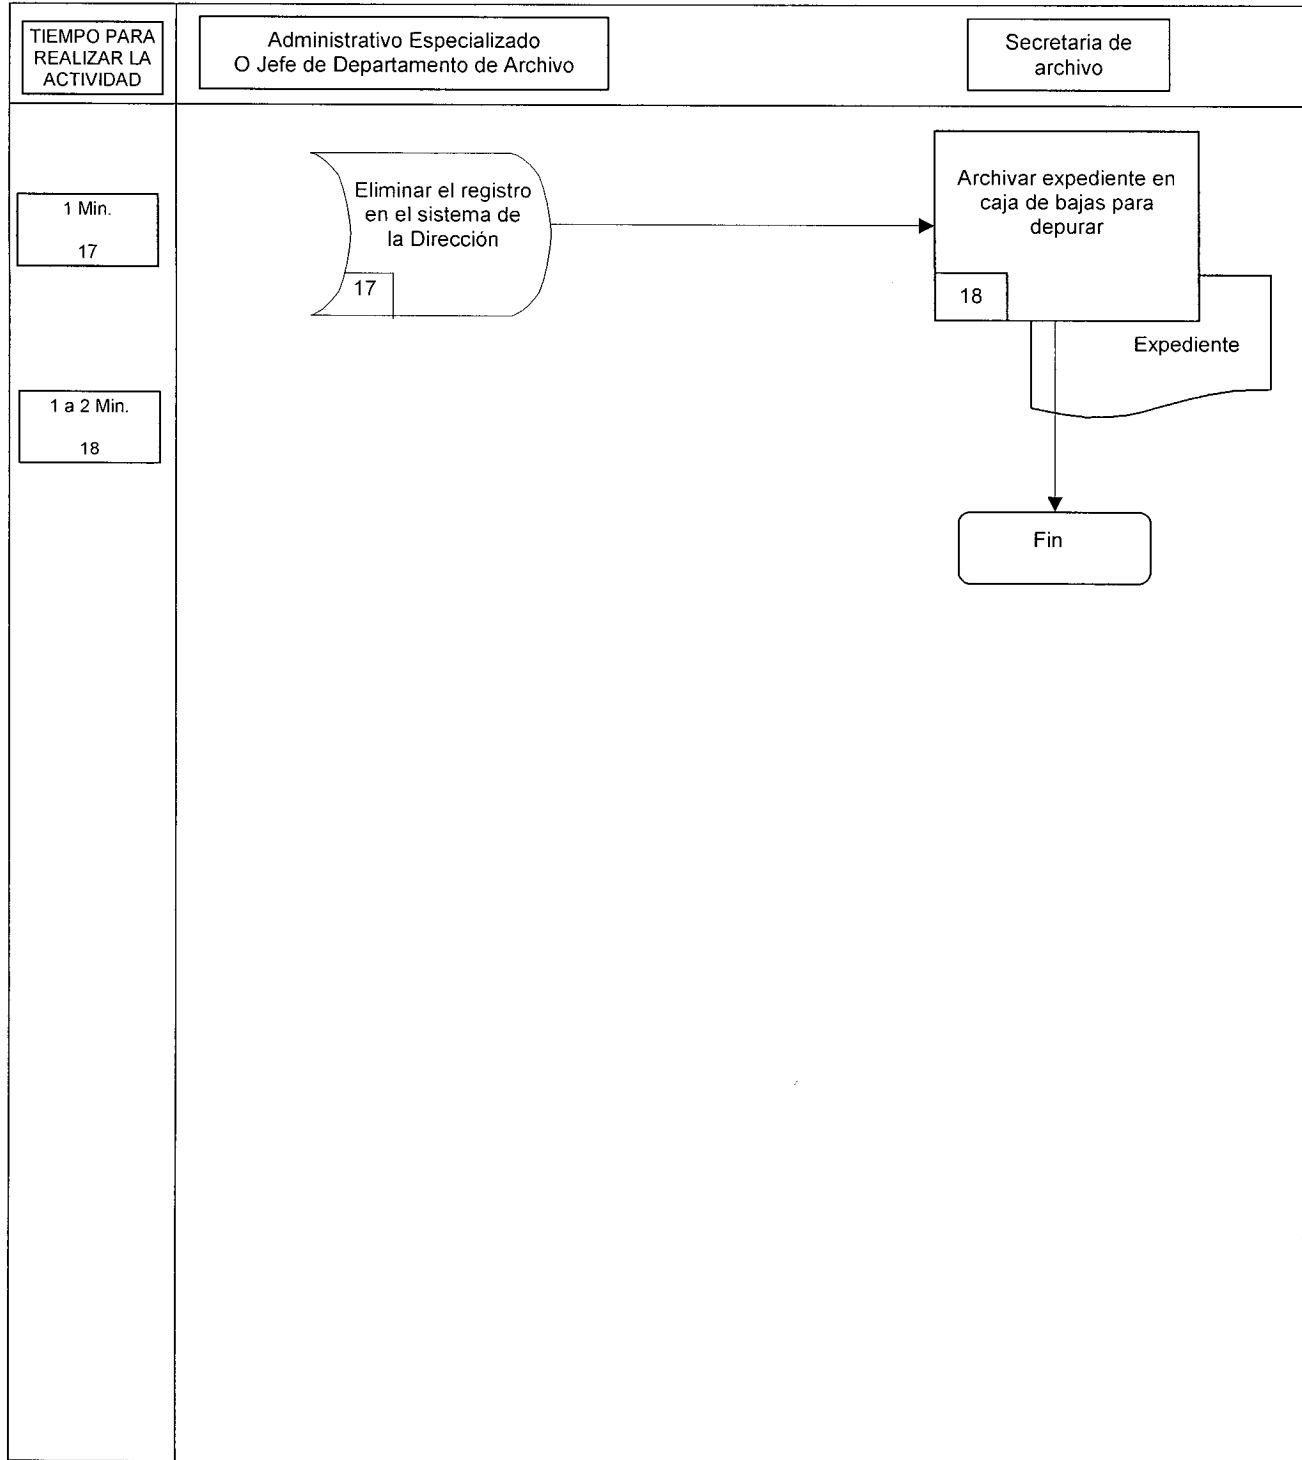 TIEMPO PARA
REALIZAR LA
ACTIVIDAD
Administrativo Especializado
O Jefe de Departamento de Archivo
Secretaria de
archivo
1 Min.
17
Eliminar el registro
en el sistema de
la Dirección
17
Archivar expediente en
caja de bajas para
depurar
18
Expediente
1 a 2 Min.
18
Fin